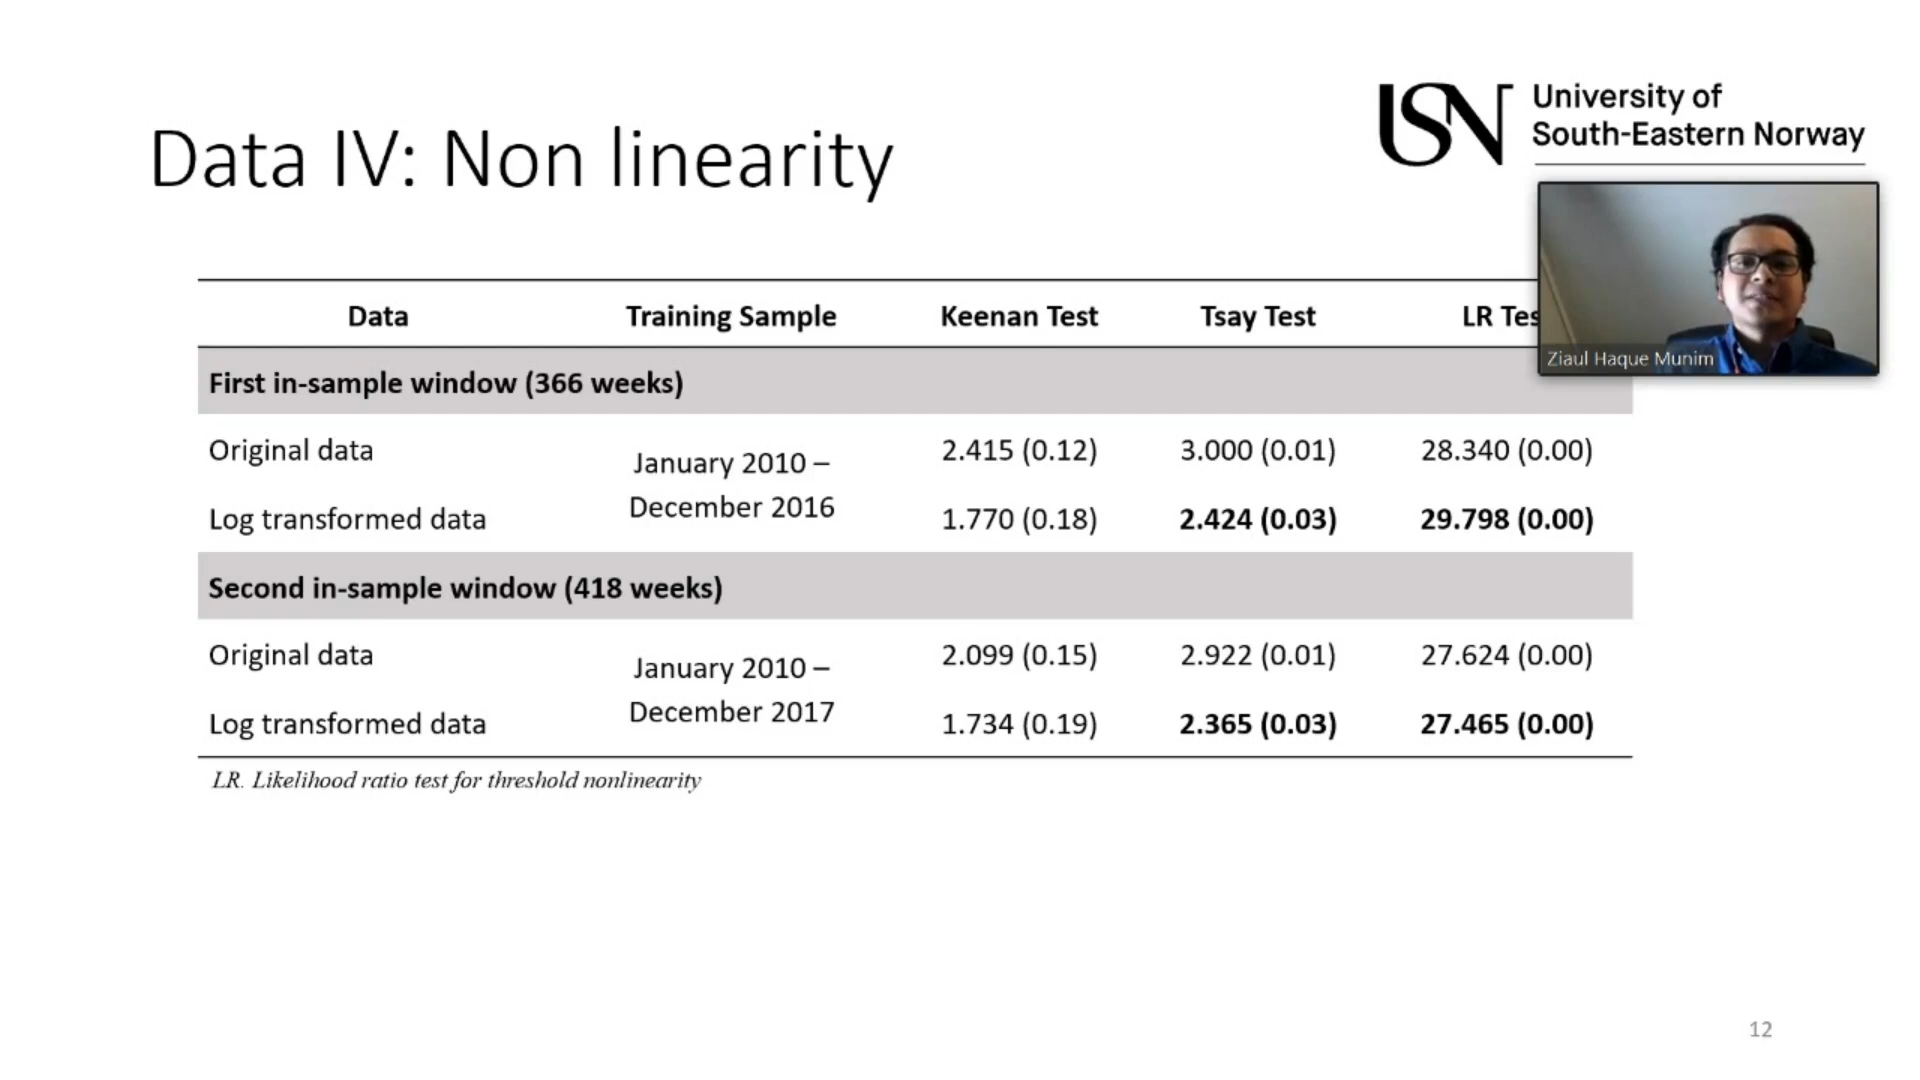 USN University of
South-Eastern Norway
Data IV: Non linearity
Ziaul Haque Munim
Data Training Sample Keenan Test Tsay Test LR Tes
First in-sample window (366 weeks)
Original data January 2010 – 2.415 (0.12) 3.000 (0.01) 28.340 (0.00)
Log transformed data December 2016 1.770 (0.18) 2.424 (0.03) 29.798 (0.00)
Second in-sample window (418 weeks)
Original data January 2010 – 2.099 (0.15) 2.922 (0.01) 27.624 (0.00)
Log transformed data December 2017 1.734 (0.19) 2.365 (0.03) 27.465 (0.00)
LR. Likelihood ratio test for threshold nonlinearity
12